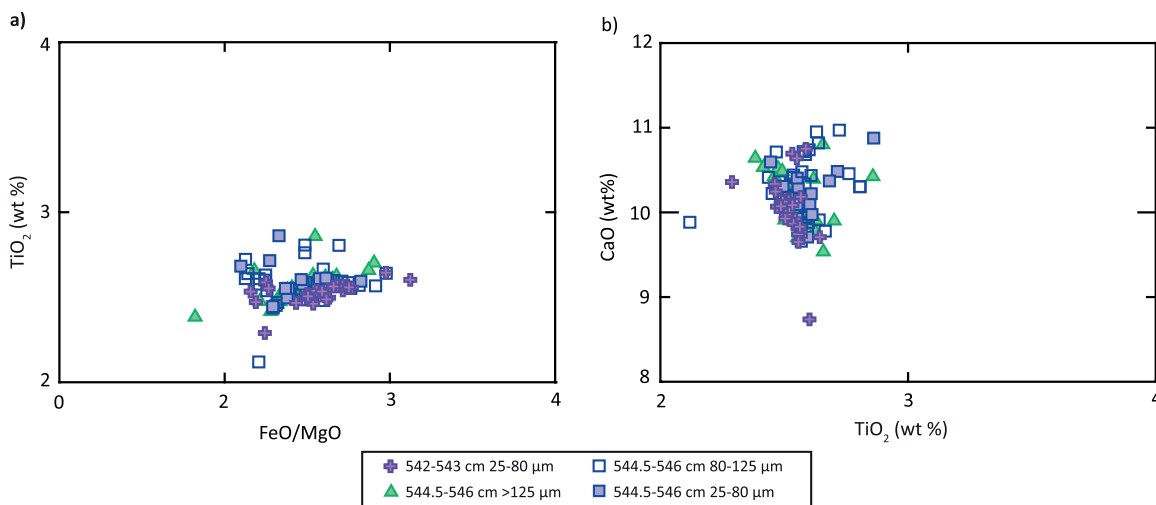 a)
4
3
2
TiO2 (wt %)
0
2
3
4
FeO/MgO
b)
12
11
10
9
8
CaO (wt%)
2
3
4
TiO2 (wt %)
542-543 cm 25-80 µm
544.5-546 cm 80-125 µm
544.5-546 cm >125 µm
544.5-546 cm 25-80 µm